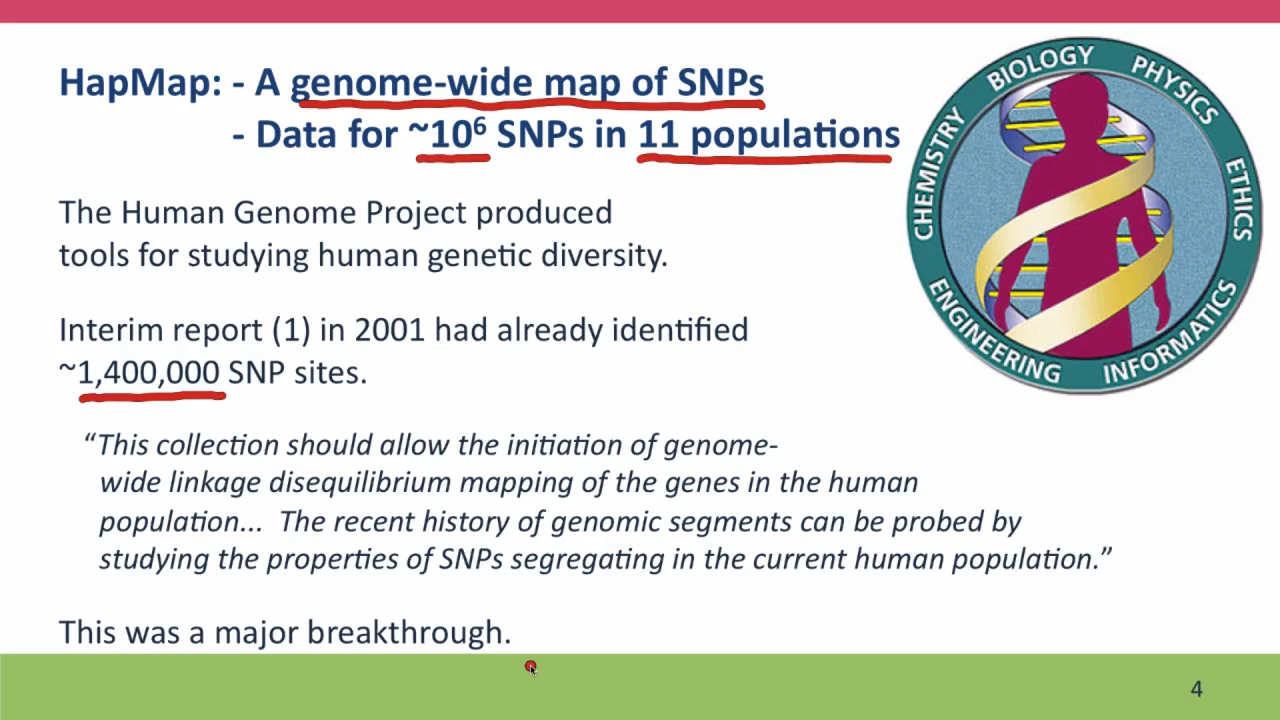 HapMap: - A genome-wide map of SNPs
- Data for ~10⁶ SNPs in 11 populations
The Human Genome Project produced
tools for studying human genetic diversity.
Interim report (1) in 2001 had already identified
~1,400,000 SNP sites.
“This collection should allow the initiation of genome-
wide linkage disequilibrium mapping of the genes in the human
population... The recent history of genomic segments can be probed by
studying the properties of SNPs segregating in the current human population.”
This was a major breakthrough.
CHEMISTRY BIOLOGY PHYSICS ETHICS
ENGINEERING INFORMATICS
4